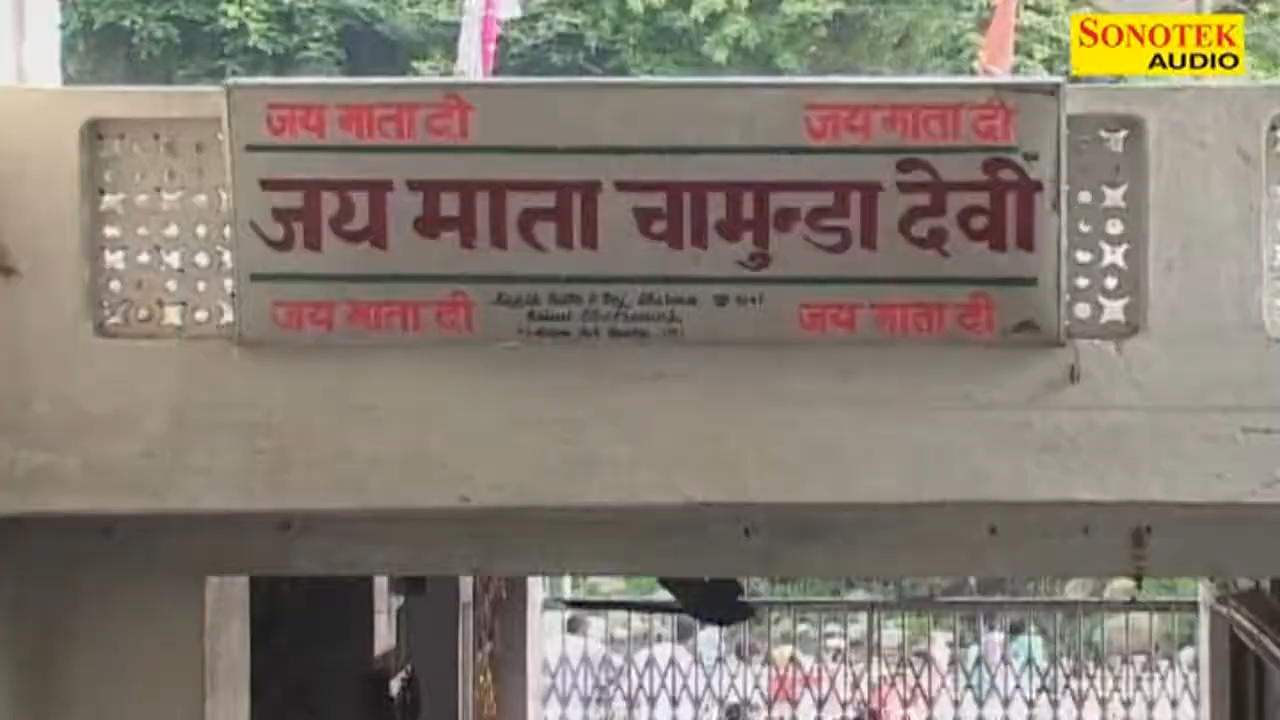 SONOTEK
AUDIO
जय माता दी जय माता दी
जय माता चामुन्डा देवी
जय माता दी जय माता दी